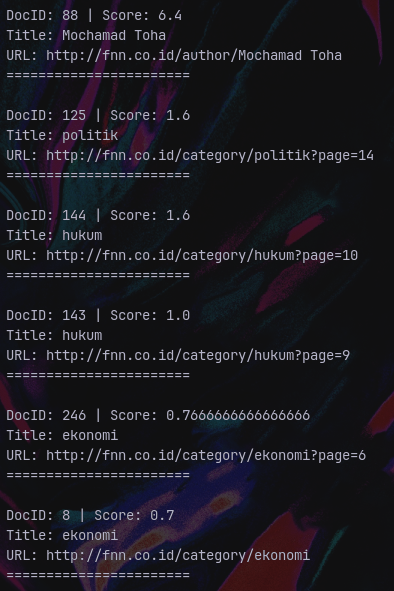 DocID: 88 | Score: 6.4
Title: Mochamad Toha
URL: http://fnn.co.id/author/Mochamad Toha
=======================
DocID: 125 | Score: 1.6
Title: politik
URL: http://fnn.co.id/category/politik?page=14
=======================
DocID: 144 | Score: 1.6
Title: hukum
URL: http://fnn.co.id/category/hukum?page=10
=======================
DocID: 143 | Score: 1.0
Title: hukum
URL: http://fnn.co.id/category/hukum?page=9
=======================
DocID: 246 | Score: 0.7666666666666666
Title: ekonomi
URL: http://fnn.co.id/category/ekonomi?page=6
=======================
DocID: 8 | Score: 0.7
Title: ekonomi
URL: http://fnn.co.id/category/ekonomi
=======================